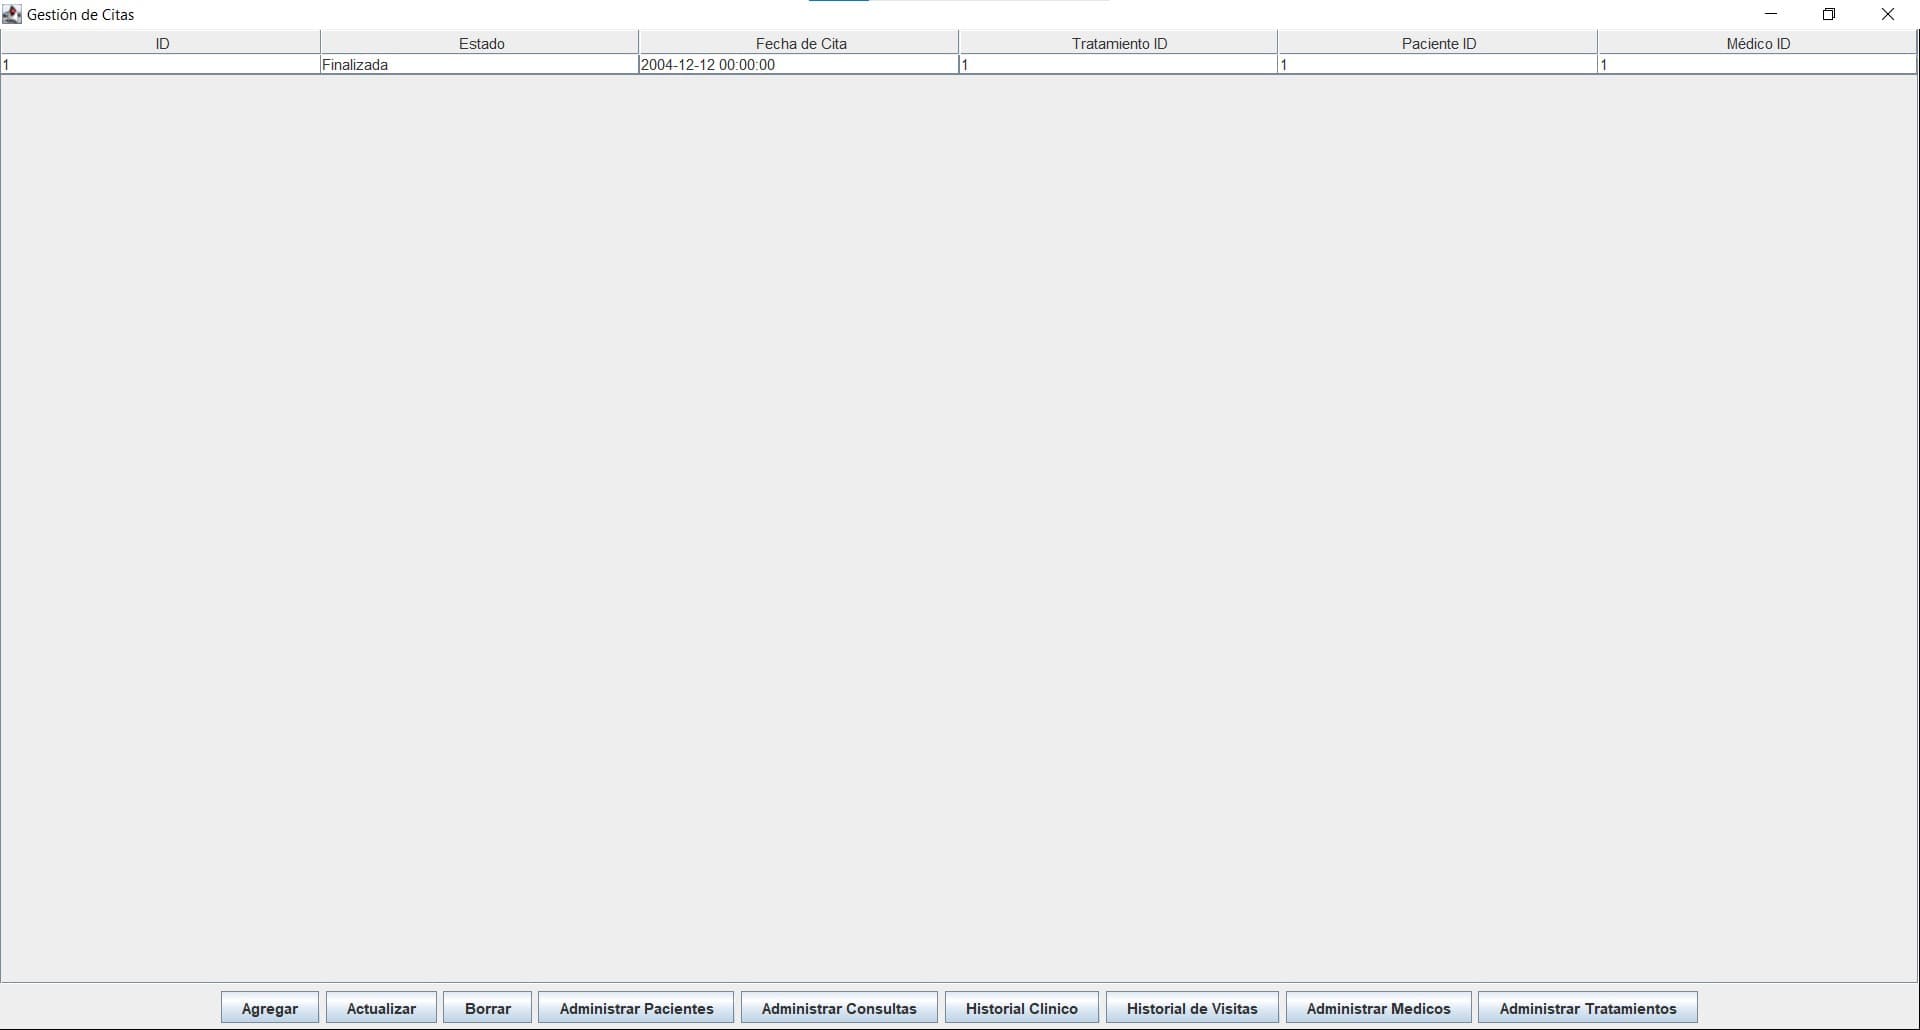 Gestión de Citas
ID Estado Fecha de Cita Tratamiento ID Paciente ID Médico ID
1 Finalizada 2004-12-12 00:00:00 1 1 1
Agregar Actualizar Borrar Administrar Pacientes Administrar Consultas Historial Clinico Historial de Visitas Administrar Medicos Administrar Tratamientos